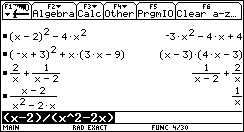 F1 F2 F3 F4 F5 F6
Algebra Calc Other PrgmIO Clear a-z…
▪ (x - 2)² - 4·x² -3·x² - 4·x + 4
▪ (-x + 3)² + x·(3·x - 9) (x - 3)·(4·x - 3)
▪ 2/x + 1/(x - 2) 1/(x - 2) + 2/x
▪ (x - 2)/(x² - 2·x) 1/x
(x-2)/(x^2-2x)
MAIN RAD EXACT FUNC 4/30